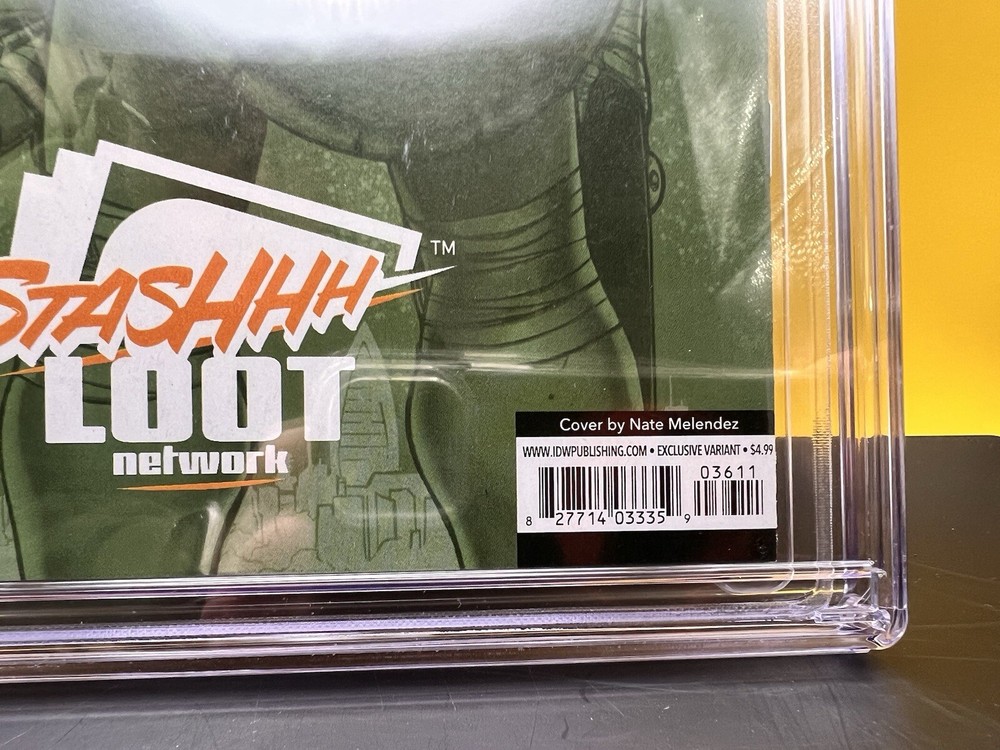 TM
STASHHH
LOOT
network
Cover by Nate Melendez
WWW.IDWPUBLISHING.COM • EXCLUSIVE VARIANT • $4.99
03611
8 27714 03335 9